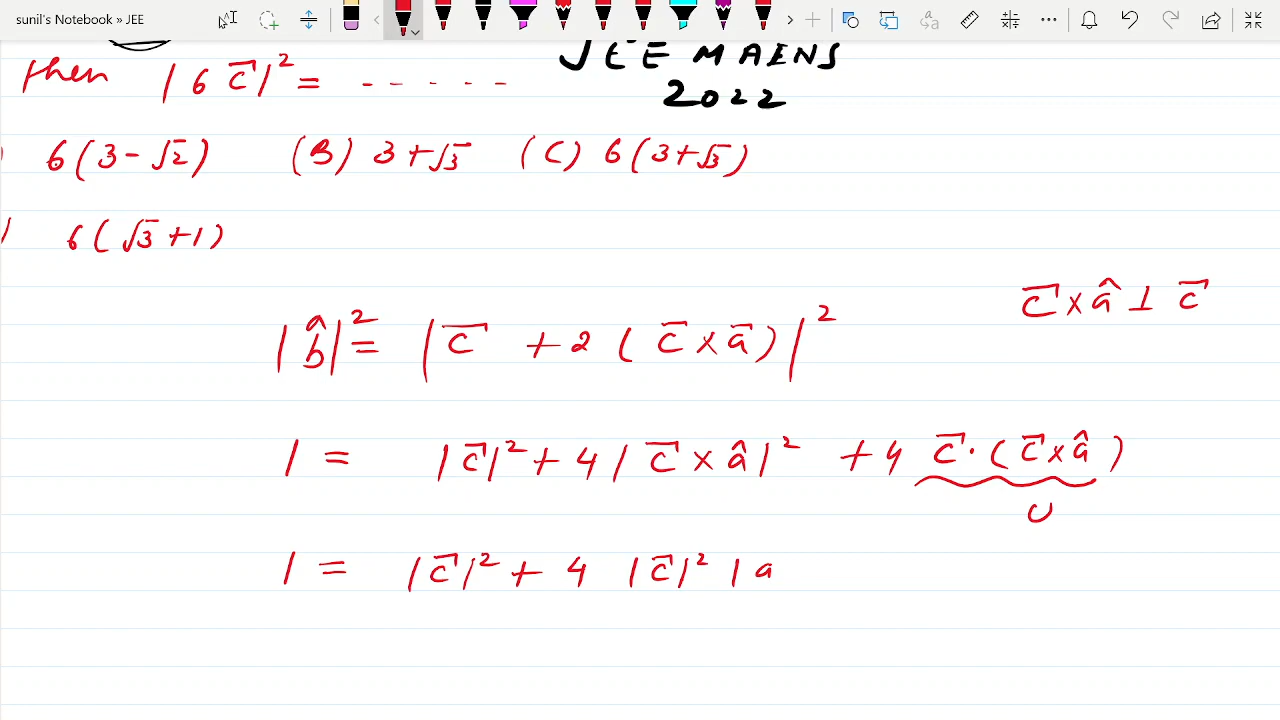 sunil's Notebook » JEE
then |6 c⃗|² = - - - - -
JEE MAINS
2022
) 6(3-√2) (B) 3+√3 (C) 6(3+√3)
) 6(√3+1)
c⃗ × â ⊥ c⃗
|b̂|² = |c⃗ + 2(c⃗ × a⃗)|²
1 = |c⃗|² + 4|c⃗ × â|² + 4 c⃗·(c⃗×â)
0
1 = |c⃗|² + 4 |c⃗|² |a